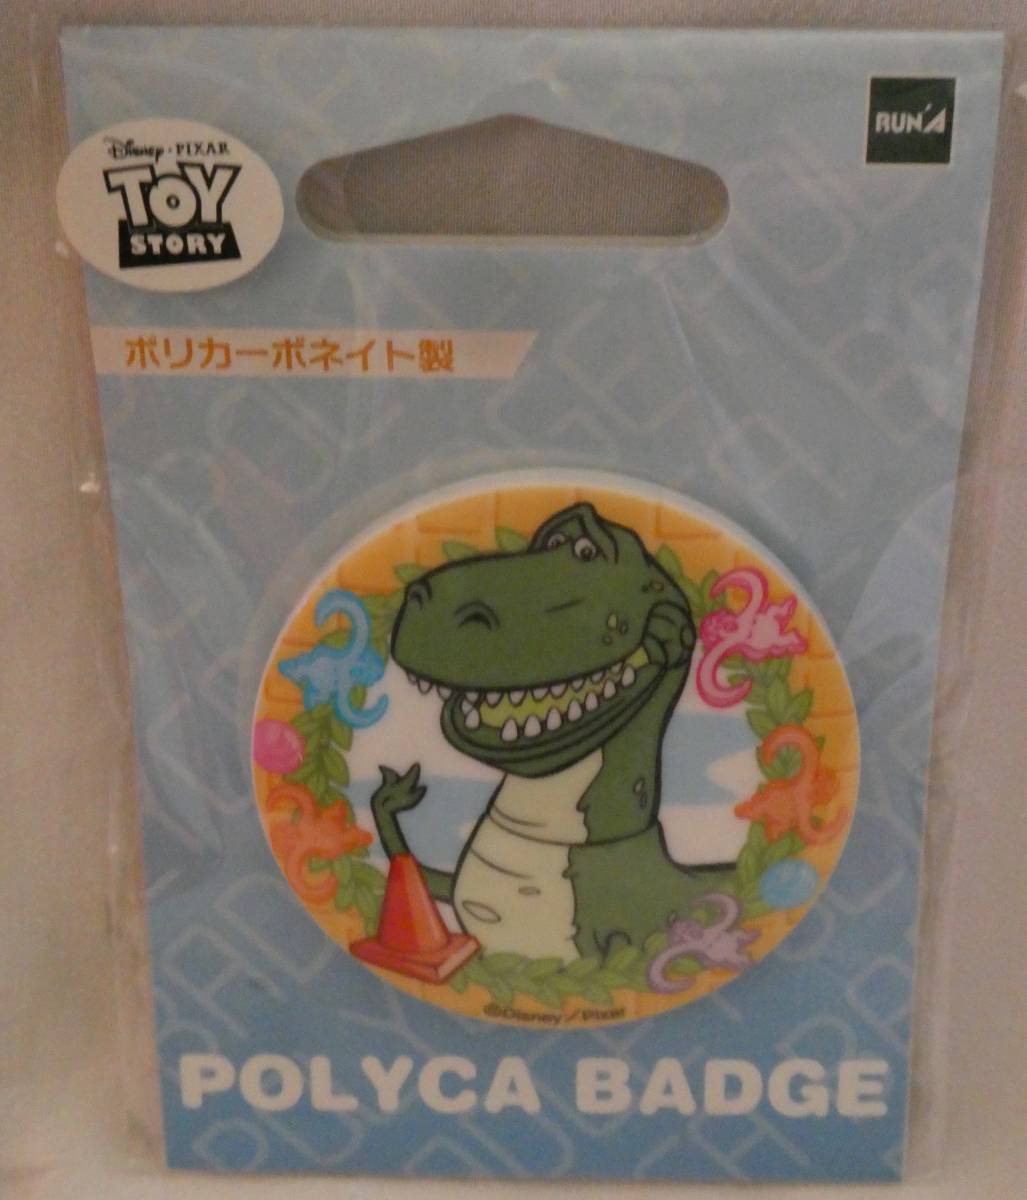 Disney · PIXAR
TOY
STORY
RUN'A
ポリカーボネイト製
©Disney／Pixar
POLYCA BADGE